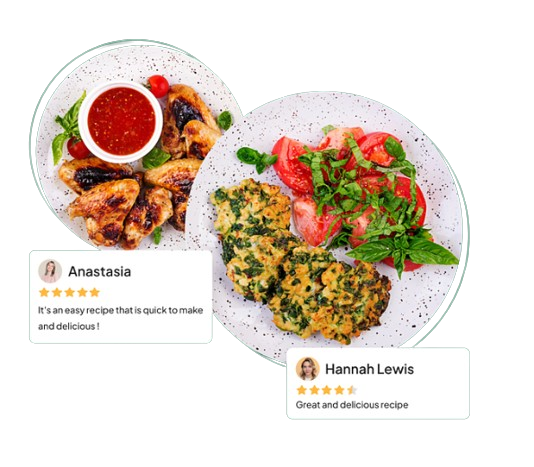 Anastasia
It's an easy recipe that is quick to make
and delicious !
Hannah Lewis
Great and delicious recipe